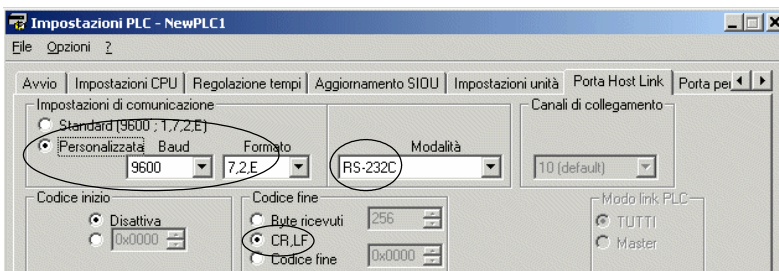 Impostazioni PLC - NewPLC1
File Opzioni ?
Avvio Impostazioni CPU Regolazione tempi Aggiornamento SIOU Impostazioni unità Porta Host Link Porta per
Impostazioni di comunicazione Canali di collegamento
Standard (9600 ; 1,7,2,E)
Personalizzata Baud Formato Modalità
9600 7,2,E RS-232C 10 (default)
Codice inizio Codice fine Modo link PLC
Disattiva Byte ricevuti 256 TUTTI
0x0000 CR,LF Master
Codice fine 0x0000